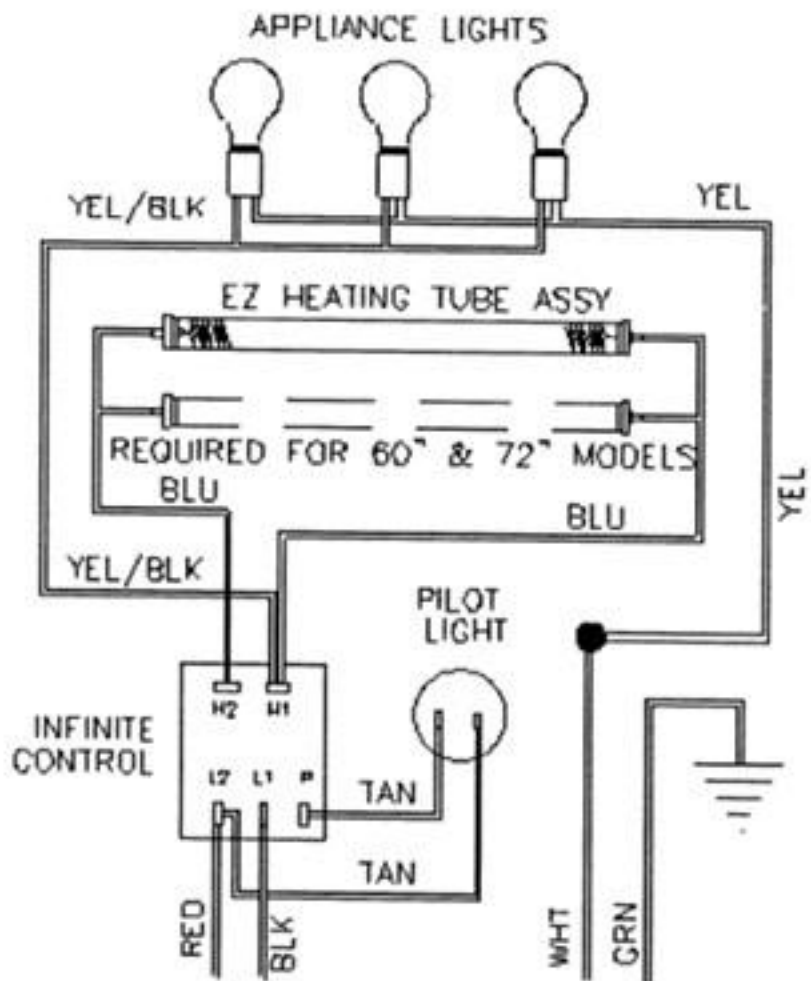 APPLIANCE LIGHTS
YEL/BLK
YEL
EZ HEATING TUBE ASSY
REQUIRED FOR 60" & 72" MODELS
BLU
BLU
YEL
YEL/BLK
PILOT
LIGHT
H2 H1
INFINITE
CONTROL
L2 L1 P
TAN
TAN
RED
BLK
WHT
GRN